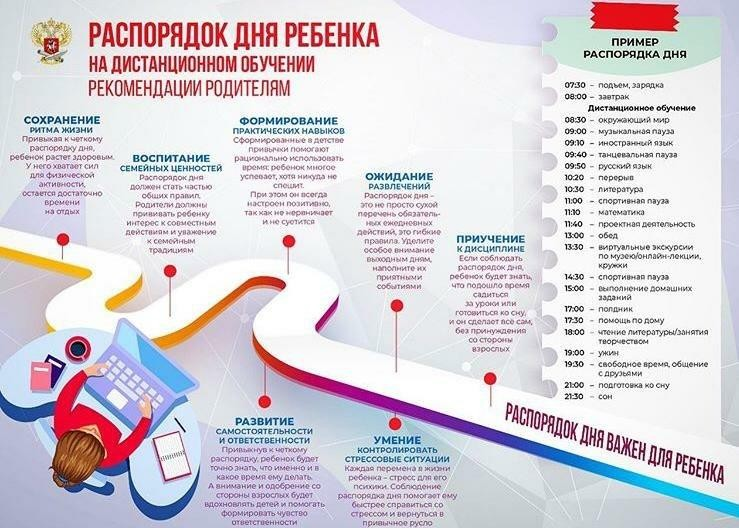 РАСПОРЯДОК ДНЯ РЕБЕНКА
НА ДИСТАНЦИОННОМ ОБУЧЕНИИ
РЕКОМЕНДАЦИИ РОДИТЕЛЯМ
СОХРАНЕНИЕ
РИТМА ЖИЗНИ
Привыкая к четкому
распорядку дня,
ребенок растет здоровым.
У него хватает сил
для физической
активности,
остается достаточно
времени
на отдых
ВОСПИТАНИЕ
СЕМЕЙНЫХ ЦЕННОСТЕЙ
Распорядок дня
должен стать частью
общих правил.
Родители должны
прививать ребенку
интерес к совместным
действиям и уважение
к семейным
традициям
ФОРМИРОВАНИЕ
ПРАКТИЧЕСКИХ НАВЫКОВ
Сформированные в детстве
привычки помогают
рационально использовать
время: ребенок многое
успевает, хотя никуда не
спешит.
При этом он всегда
настроен позитивно,
так как не нервничает
и не суетится
ОЖИДАНИЕ
РАЗВЛЕЧЕНИЙ
Распорядок дня –
это не просто сухой
перечень обязатель-
ных ежедневных
действий, это гибкие
правила. Уделите
особое внимание
выходным дням,
наполните их
приятными
событиями
ПРИУЧЕНИЕ
К ДИСЦИПЛИНЕ
Если соблюдать
распорядок дня,
ребенок будет знать,
что подошло время
садиться
за уроки или
готовиться ко сну,
и он сделает всё сам,
без принуждения
со стороны
взрослых
РАЗВИТИЕ
САМОСТОЯТЕЛЬНОСТИ
И ОТВЕТСТВЕННОСТИ
Привыкнув к четкому
распорядку, ребенок будет
точно знать, что именно и в
какое время ему делать.
А внимание и одобрение со
стороны взрослых будет
вдохновлять детей и помогать
формировать чувство
ответственности
УМЕНИЕ
КОНТРОЛИРОВАТЬ
СТРЕССОВЫЕ СИТУАЦИИ
Каждая перемена в жизни
ребенка – стресс для его
психики. Соблюдение
распорядка дня помогает ему
быстрее справиться со
стрессом и вернуться в
привычное русло
РАСПОРЯДОК ДНЯ ВАЖЕН ДЛЯ РЕБЕНКА
ПРИМЕР
РАСПОРЯДКА ДНЯ
07:30 – подъем, зарядка
08:00 – завтрак
Дистанционное обучение
08:30 – окружающий мир
09:00 – музыкальная пауза
09:10 – иностранный язык
09:40 – танцевальная пауза
09:50 – русский язык
10:20 – перерыв
10:30 – литература
11:00 – спортивная пауза
11:10 – математика
11:40 – проектная деятельность
13:00 – обед
13:30 – виртуальные экскурсии
по музею/онлайн-лекции,
кружки
14:30 – спортивная пауза
15:00 – выполнение домашних
заданий
17:00 – полдник
17:30 – помощь по дому
18:00 – чтение литературы/занятия
творчеством
19:00 – ужин
19:30 – свободное время, общение
с друзьями
21:00 – подготовка ко сну
21:30 – сон